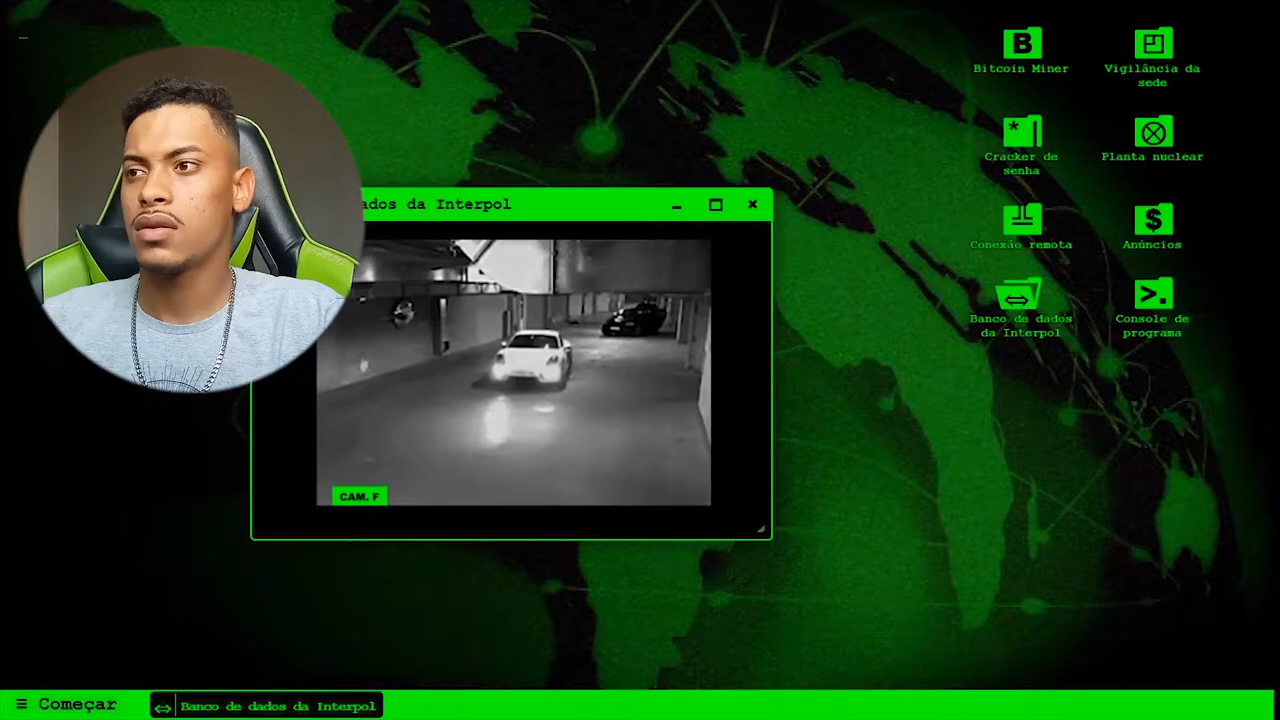 Bitcoin Miner
Vigilância da
sede
Cracker de
senha
Planta nuclear
Conexão remota
Anúncios
Banco de dados
da Interpol
Console de
programa
dados da Interpol
CAM. F
≡ Começar
Banco de dados da Interpol